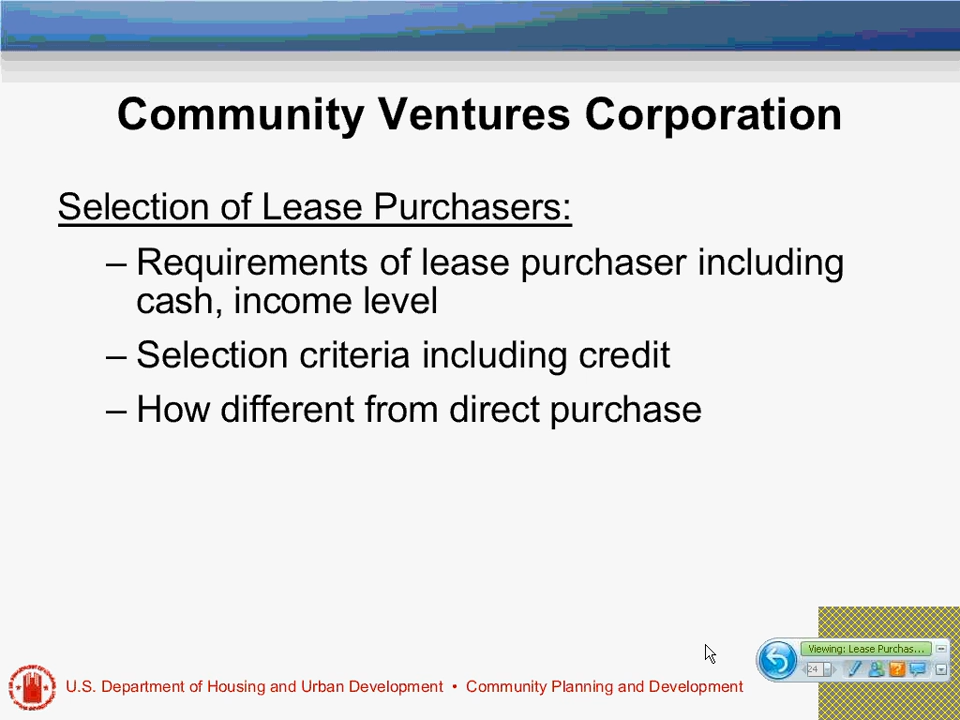 Community Ventures Corporation
Selection of Lease Purchasers:
– Requirements of lease purchaser including
cash, income level
– Selection criteria including credit
– How different from direct purchase
Viewing: Lease Purchas...
24
U.S. Department of Housing and Urban Development • Community Planning and Development